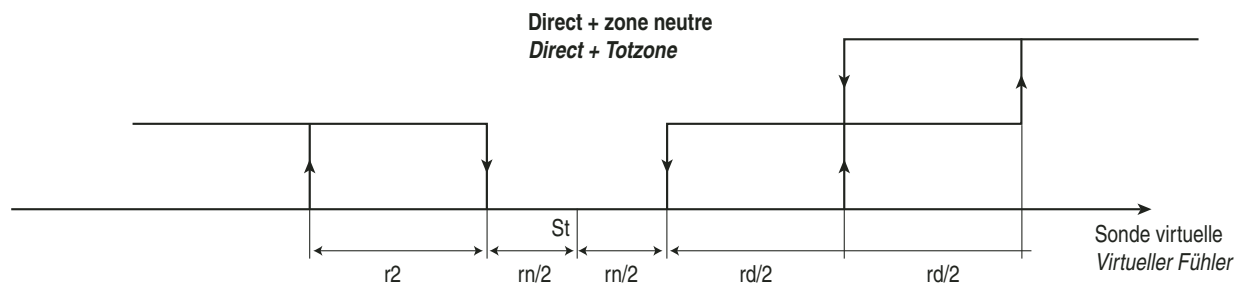 Direct + zone neutre
Direct + Totzone
St
r2
rn/2
rn/2
rd/2
rd/2
Sonde virtuelle
Virtueller Fühler